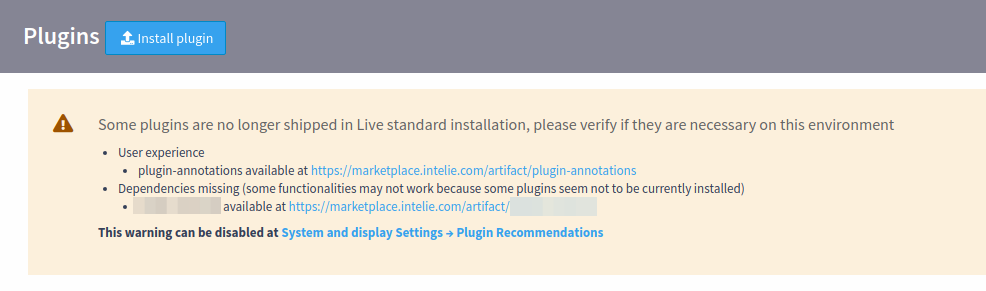 Plugins Install plugin
Some plugins are no longer shipped in Live standard installation, please verify if they are necessary on this environment
User experience
plugin-annotations available at https://marketplace.intelie.com/artifact/plugin-annotations
Dependencies missing (some functionalities may not work because some plugins seem not to be currently installed)
available at https://marketplace.intelie.com/artifact/
This warning can be disabled at System and display Settings → Plugin Recommendations